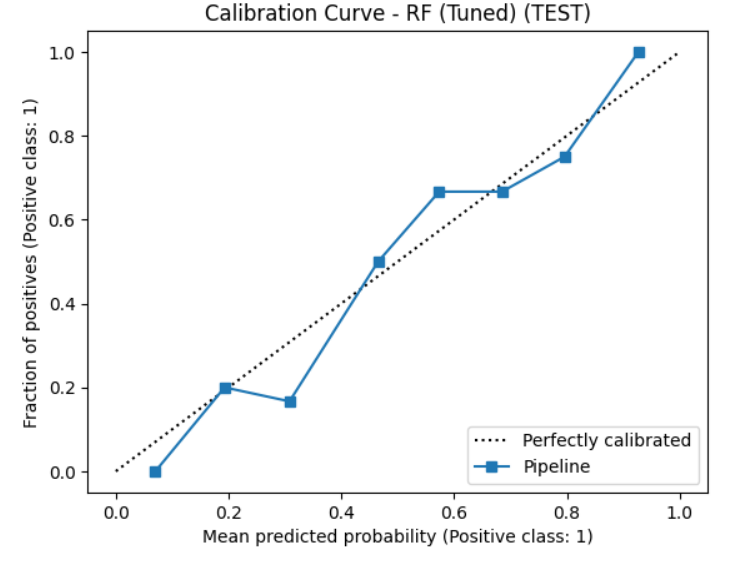 Calibration Curve - RF (Tuned) (TEST)
Fraction of positives (Positive class: 1)
1.0
0.8
0.6
0.4
0.2
0.0
Perfectly calibrated
Pipeline
0.0 0.2 0.4 0.6 0.8 1.0
Mean predicted probability (Positive class: 1)